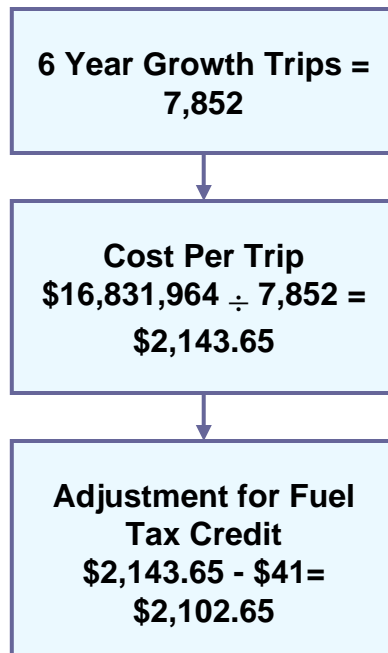 6 Year Growth Trips =
7,852
Cost Per Trip
$16,831,964 ÷ 7,852 =
$2,143.65
Adjustment for Fuel
Tax Credit
$2,143.65 - $41=
$2,102.65